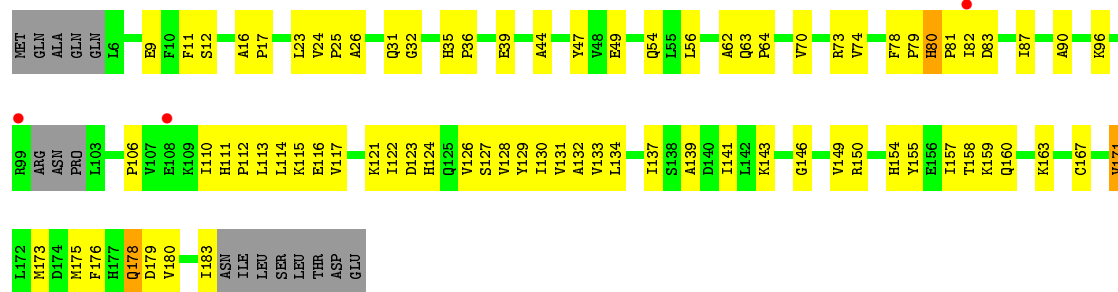 MET GLN ALA GLN GLN L6 E9 F10 F11 S12 A16 P17 L23 V24 P25 A26 Q31 G32 H35 P36 E39 A44 Y47 V48 E49 Q54 L55 L56 A62 Q63 P64 V70 R73 V74 F78 P79 H80 P81 I82 D83 I87 A90 K96
R99 ARG ASN PRO L103 P106 V107 E108 K109 I110 H111 P112 L113 L114 K115 E116 V117 K121 I122 D123 H124 Q125 V126 S127 V128 Y129 I130 V131 A132 V133 L134 I137 S138 A139 D140 I141 L142 K143 G146 V149 R150 H154 Y155 E156 I157 T158 K159 Q160 K163 C167 V171
L172 M173 D174 M175 F176 H177 Q178 D179 V180 I183 ASN ILE LEU SER LEU THR ASP GLU